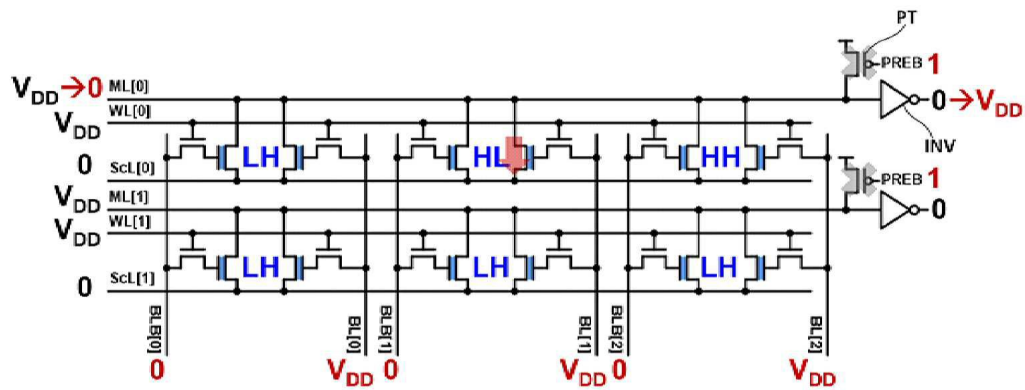 PT
PREB 1
V_DD→0 ML[0]
0→V_DD
WL[0]
V_DD
INV
LH HL HH
0 ScL[0]
PREB 1
V_DD ML[1]
0
WL[1]
V_DD
LH LH LH
0 ScL[1]
BLB[0] BL[0] BLB[1] BL[1] BLB[2] BL[2]
0 V_DD 0 V_DD 0 V_DD